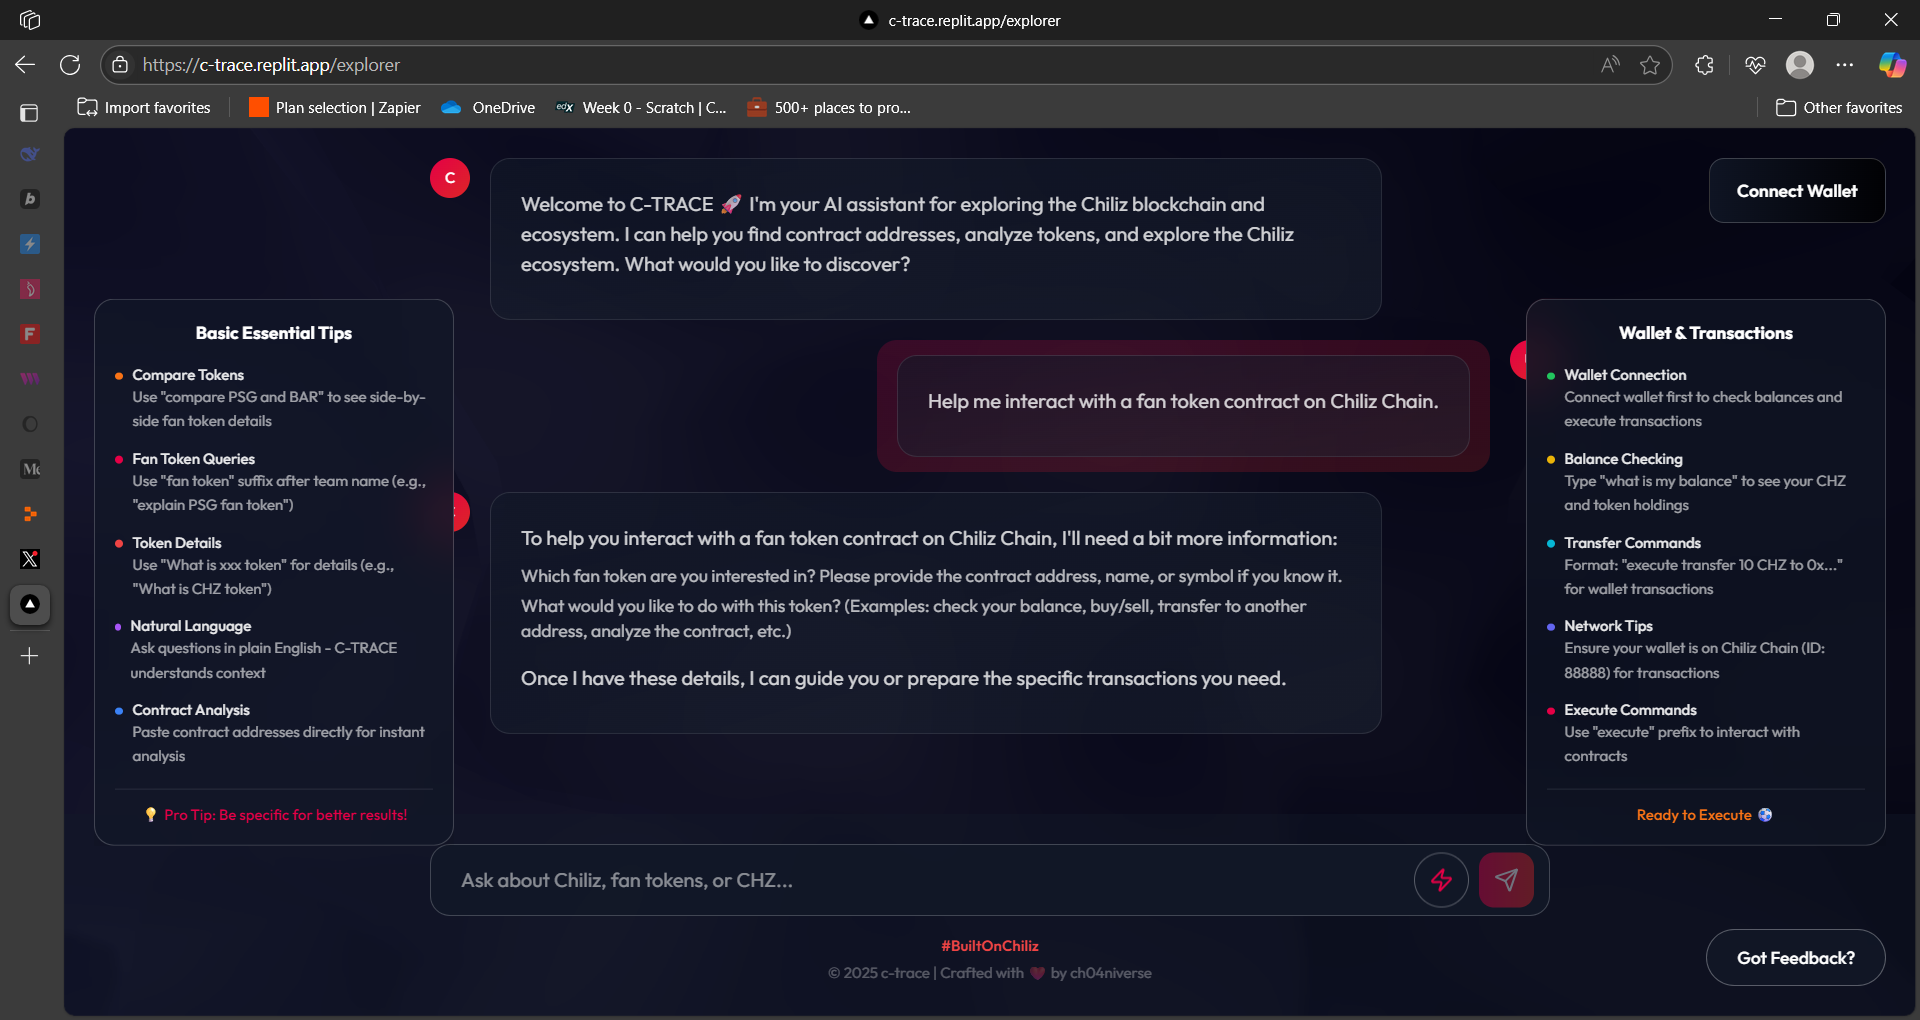 c-trace.replit.app/explorer
https://c-trace.replit.app/explorer
Import favorites
Plan selection | Zapier
OneDrive
edX
Week 0 - Scratch | C...
500+ places to pro...
Other favorites
C
Welcome to C-TRACE 🚀 I'm your AI assistant for exploring the Chiliz blockchain and
ecosystem. I can help you find contract addresses, analyze tokens, and explore the Chiliz
ecosystem. What would you like to discover?
Connect Wallet
Help me interact with a fan token contract on Chiliz Chain.
To help you interact with a fan token contract on Chiliz Chain, I'll need a bit more information:
Which fan token are you interested in? Please provide the contract address, name, or symbol if you know it.
What would you like to do with this token? (Examples: check your balance, buy/sell, transfer to another
address, analyze the contract, etc.)
Once I have these details, I can guide you or prepare the specific transactions you need.
Basic Essential Tips
Compare Tokens
Use "compare PSG and BAR" to see side-by-
side fan token details
Fan Token Queries
Use "fan token" suffix after team name (e.g.,
"explain PSG fan token")
Token Details
Use "What is xxx token" for details (e.g.,
"What is CHZ token")
Natural Language
Ask questions in plain English - C-TRACE
understands context
Contract Analysis
Paste contract addresses directly for instant
analysis
💡 Pro Tip: Be specific for better results!
Wallet & Transactions
Wallet Connection
Connect wallet first to check balances and
execute transactions
Balance Checking
Type "what is my balance" to see your CHZ
and token holdings
Transfer Commands
Format: "execute transfer 10 CHZ to 0x..."
for wallet transactions
Network Tips
Ensure your wallet is on Chiliz Chain (ID:
88888) for transactions
Execute Commands
Use "execute" prefix to interact with
contracts
Ready to Execute ⚽
Ask about Chiliz, fan tokens, or CHZ...
#BuiltOnChiliz
© 2025 c-trace | Crafted with ❤️ by ch04niverse
Got Feedback?